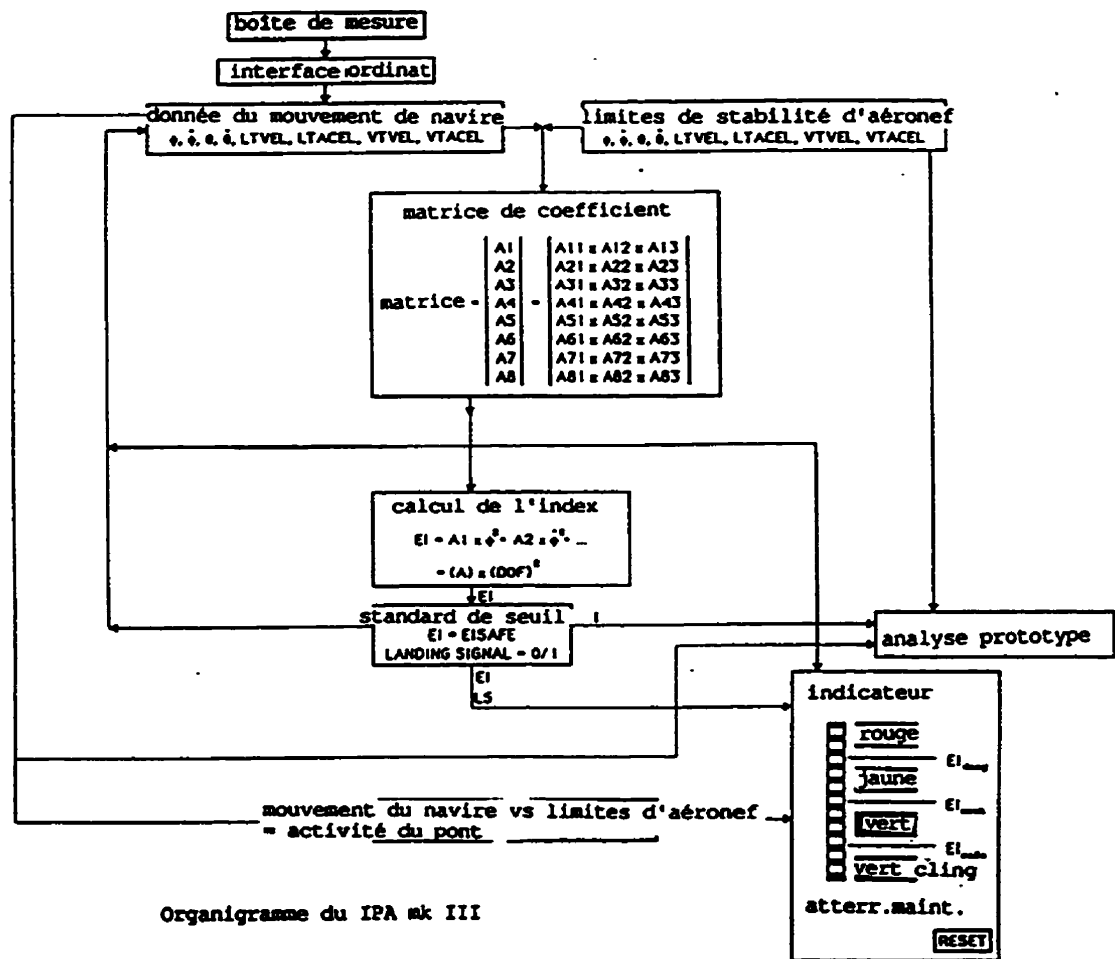 boîte de mesure
interface ordinat
donnée du mouvement de navire
ϕ, ϕ̇, θ, θ̇, LTVEL, LTACEL, VTVEL, VTACEL
limites de stabilité d'aéronef
ϕ, ϕ̇, θ, θ̇, LTVEL, LTACEL, VTVEL, VTACEL
matrice de coefficient
matrice =
A1
A2
A3
A4
A5
A6
A7
A8
=
A11 x A12 x A13
A21 x A22 x A23
A31 x A32 x A33
A41 x A42 x A43
A51 x A52 x A53
A61 x A62 x A63
A71 x A72 x A73
A81 x A82 x A83
calcul de l'index
EI = A1 x ϕ² + A2 x ϕ̇² + ...
= (A) x (DOF)²
EI
standard de seuil
EI = EISAFE
LANDING SIGNAL = 0/1
I
EI
LS
analyse prototype
indicateur
rouge
EI
jaune
EI
vert
EI
vert cling
atterr.maint.
RESET
mouvement du navire vs limites d'aéronef
= activité du pont
Organigramme du IPA mk III